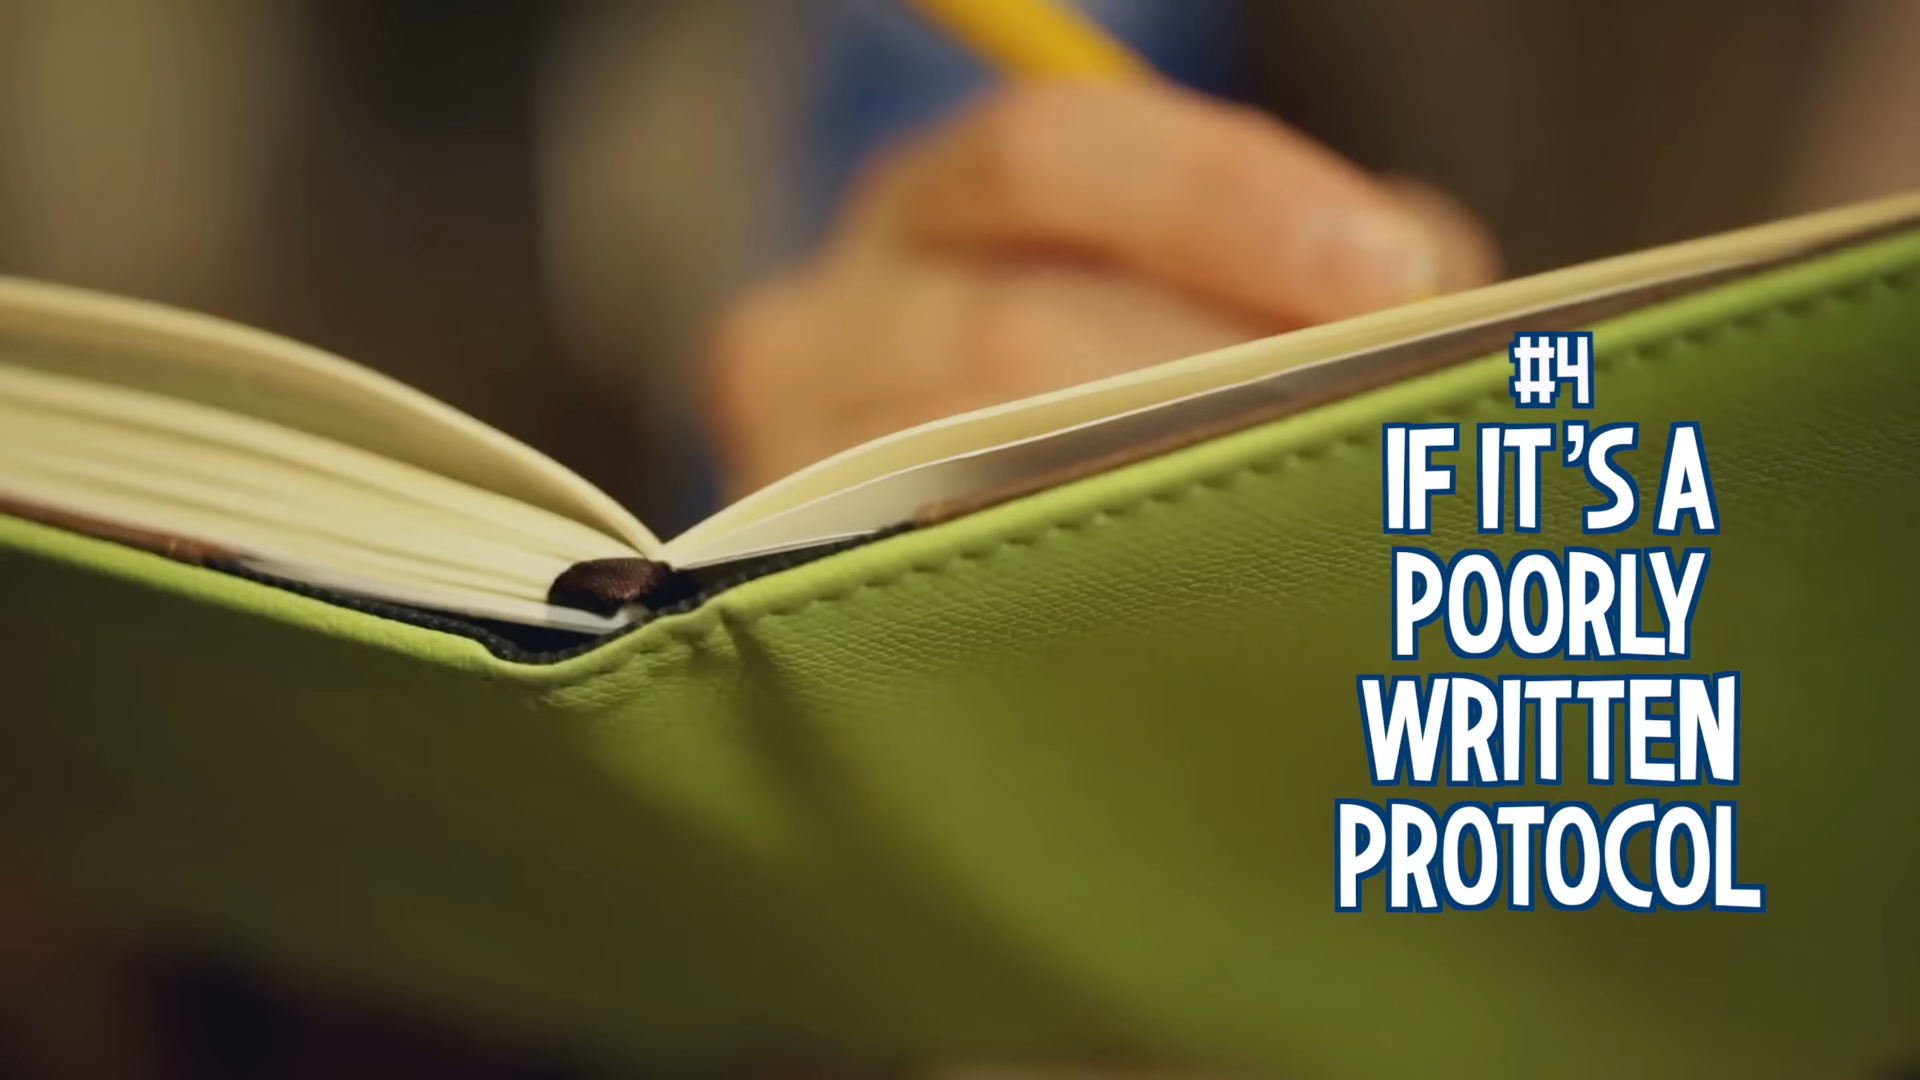 #4
IF IT'S A
POORLY
WRITTEN
PROTOCOL